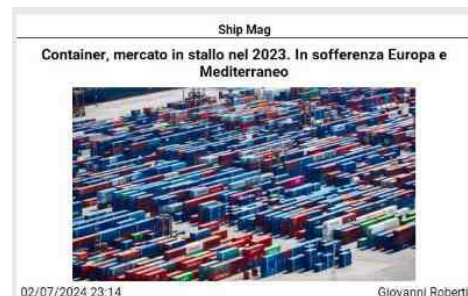 Ship Mag
Container, mercato in stallo nel 2023. In sofferenza Europa e
Mediterraneo
02/07/2024 23:14
Giovanni Roberti